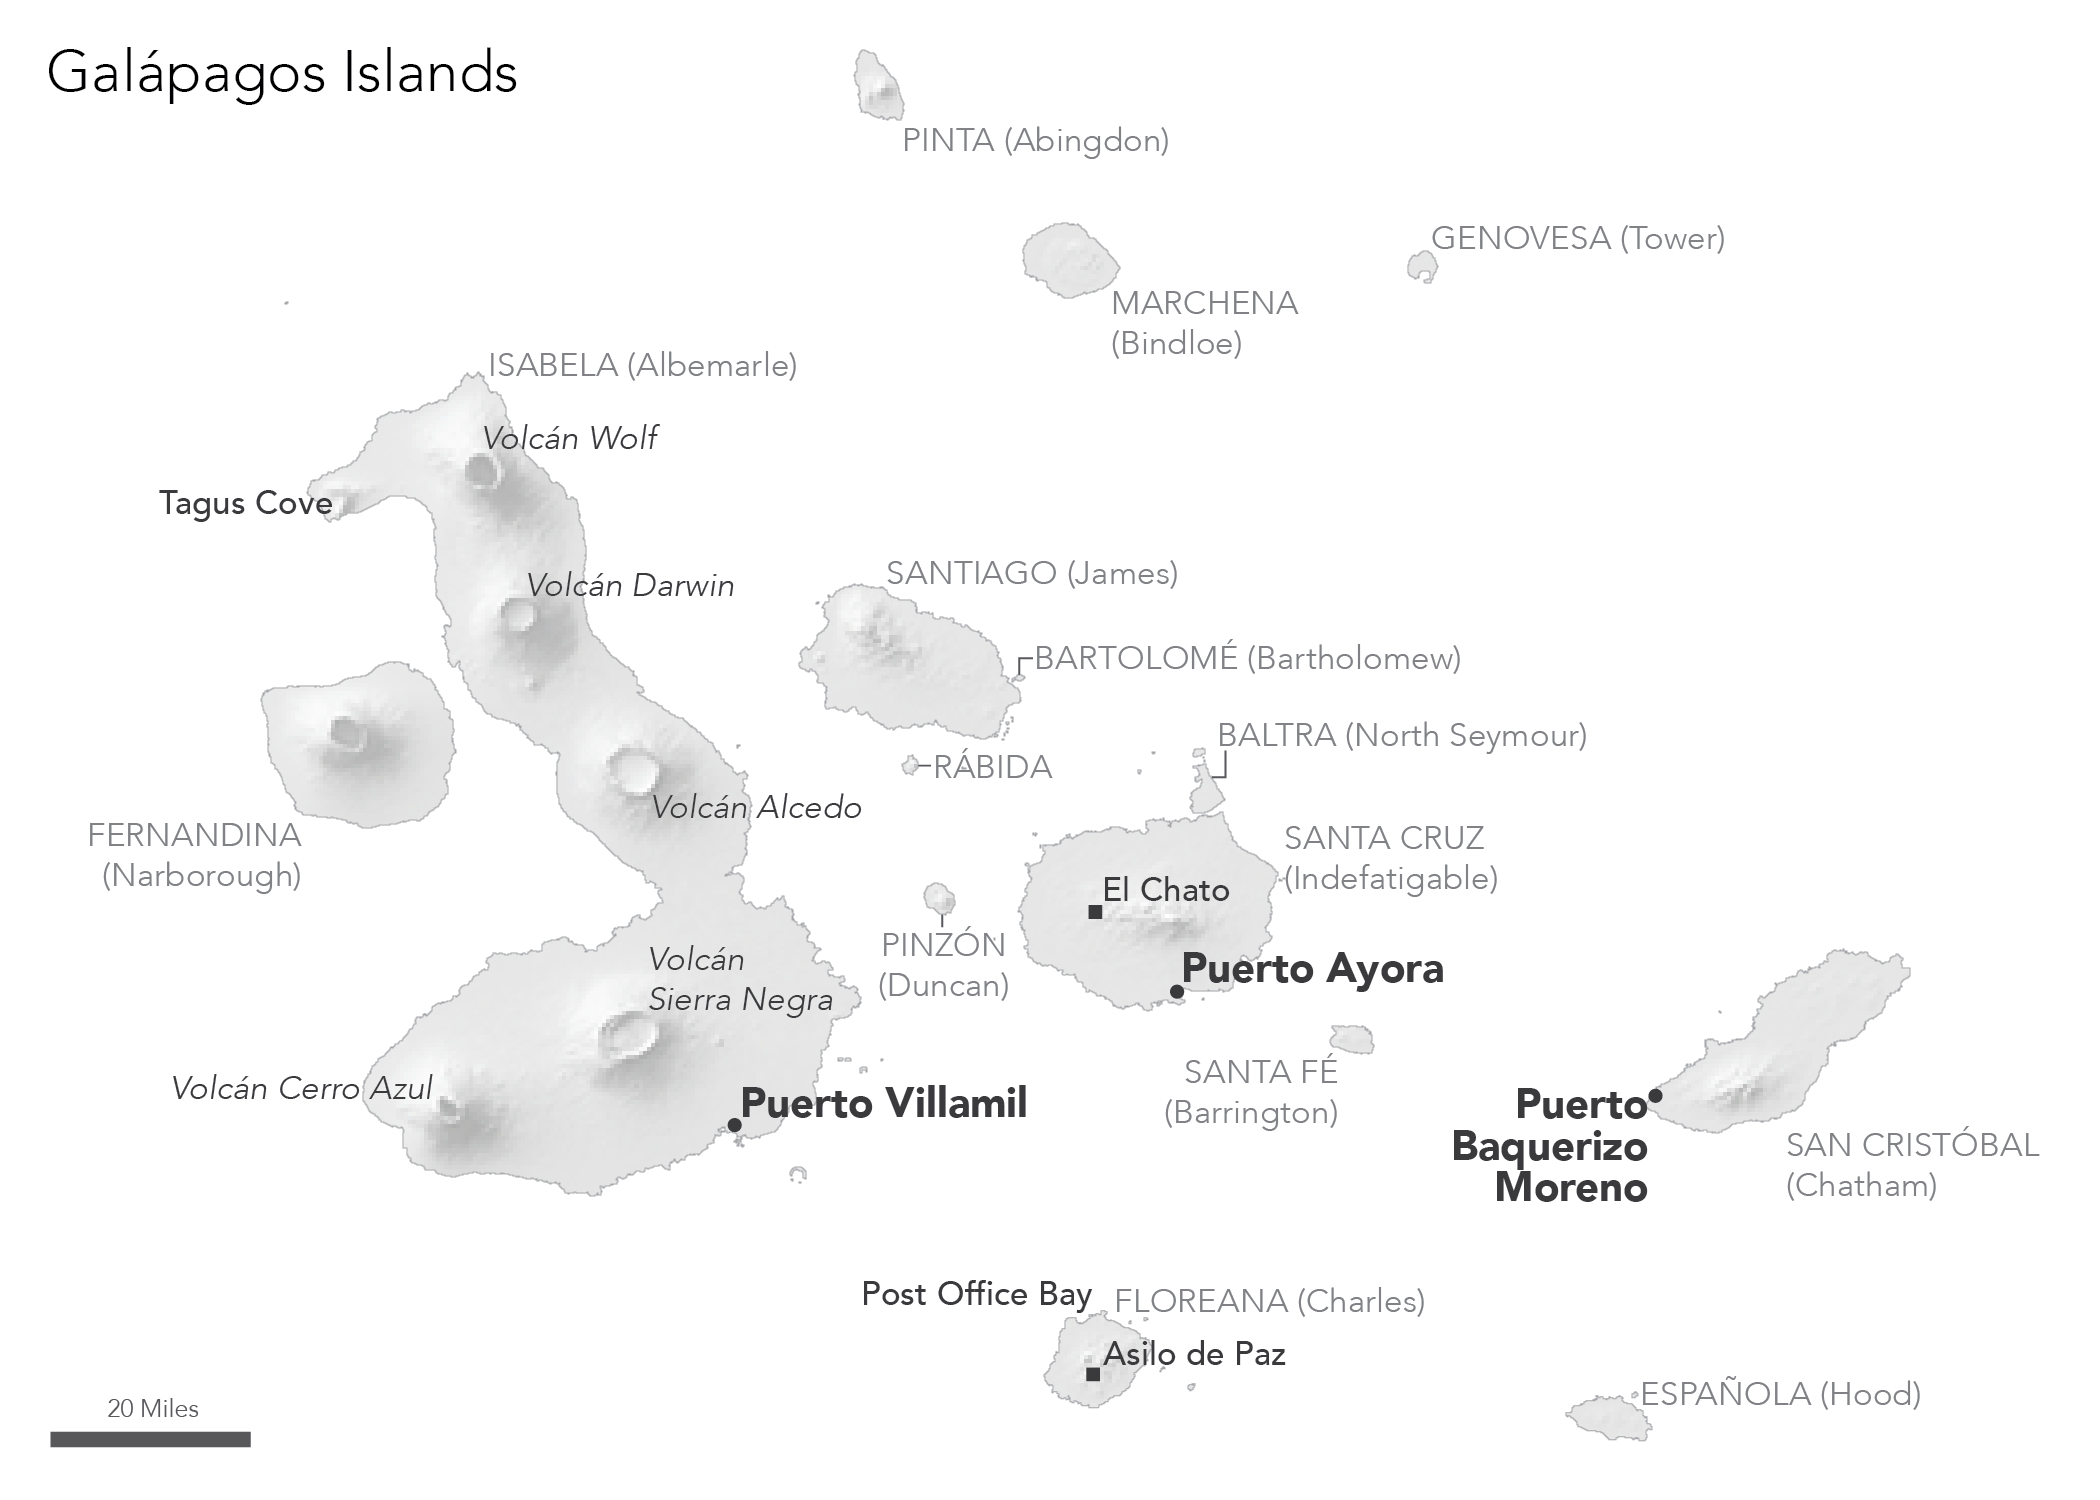 Galápagos Islands
PINTA (Abingdon)
GENOVESA (Tower)
MARCHENA
(Bindloe)
ISABELA (Albemarle)
Volcán Wolf
Tagus Cove
SANTIAGO (James)
Volcán Darwin
BARTOLOMÉ (Bartholomew)
BALTRA (North Seymour)
RÁBIDA
Volcán Alcedo
FERNANDINA
(Narborough)
SANTA CRUZ
(Indefatigable)
El Chato
PINZÓN
(Duncan)
Volcán
Sierra Negra
Puerto Ayora
SANTA FÉ
(Barrington)
Volcán Cerro Azul
Puerto Villamil
Puerto
Baquerizo
Moreno
SAN CRISTÓBAL
(Chatham)
Post Office Bay
FLOREANA (Charles)
Asilo de Paz
ESPAÑOLA (Hood)
20 Miles